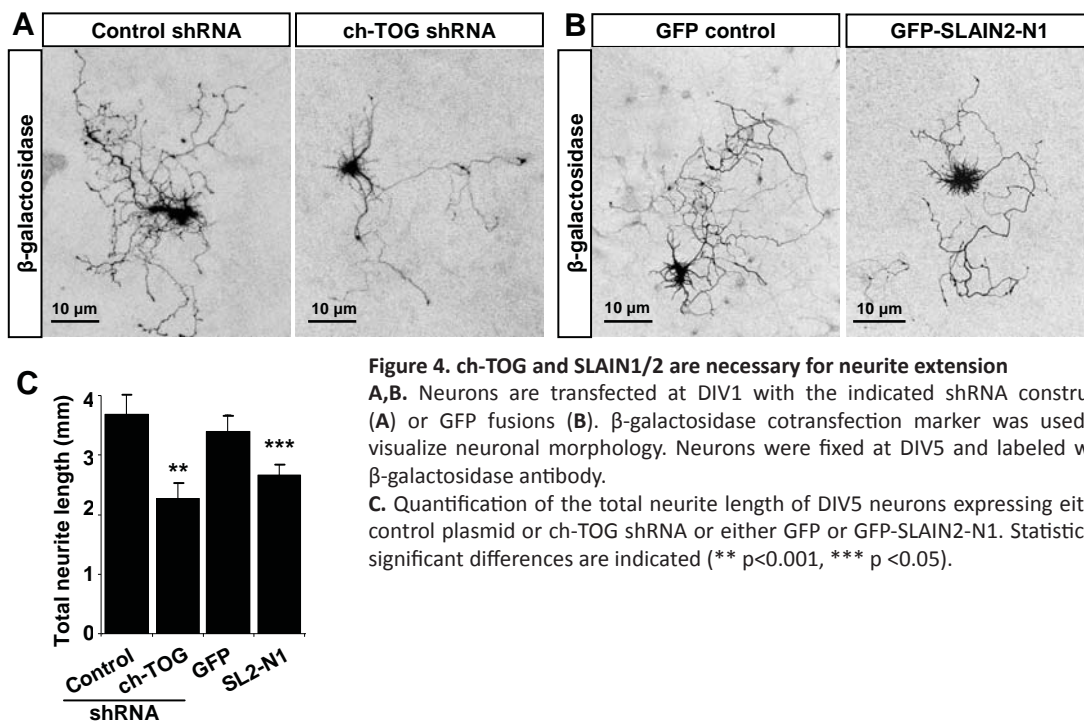 A
Control shRNA
ch-TOG shRNA
β-galactosidase
10 µm
10 µm
B
GFP control
GFP-SLAIN2-N1
β-galactosidase
10 µm
10 µm
C
Total neurite length (mm)
4
3
2
1
0
**
***
Control
ch-TOG
GFP
SL2-N1
shRNA
Figure 4. ch-TOG and SLAIN1/2 are necessary for neurite extension
A,B. Neurons are transfected at DIV1 with the indicated shRNA constru
(A) or GFP fusions (B). β-galactosidase cotransfection marker was used
visualize neuronal morphology. Neurons were fixed at DIV5 and labeled w
β-galactosidase antibody.
C. Quantification of the total neurite length of DIV5 neurons expressing eit
control plasmid or ch-TOG shRNA or either GFP or GFP-SLAIN2-N1. Statistic
significant differences are indicated (** p<0.001, *** p <0.05).